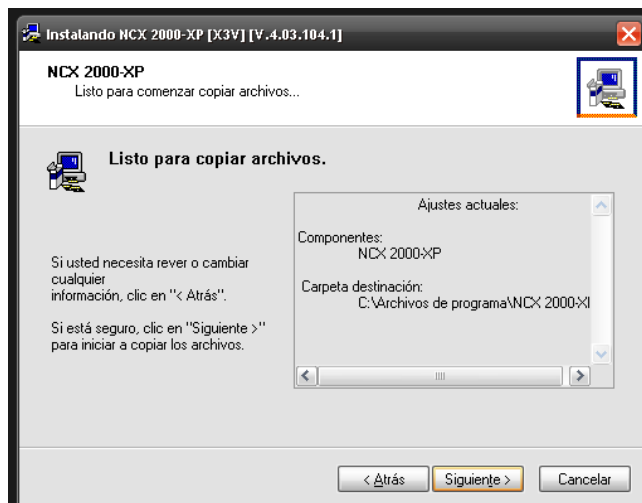 Instalando NCX 2000-XP [X3V] [V.4.03.104.1]
NCX 2000-XP
Listo para comenzar copiar archivos...
Listo para copiar archivos.
Ajustes actuales:
Componentes:
NCX 2000-XP
Carpeta destinación:
C:\Archivos de programa\NCX 2000-XI
Si usted necesita rever o cambiar
cualquier
información, clic en "< Atrás".
Si está seguro, clic en "Siguiente >"
para iniciar a copiar los archivos.
< Atrás
Siguiente >
Cancelar